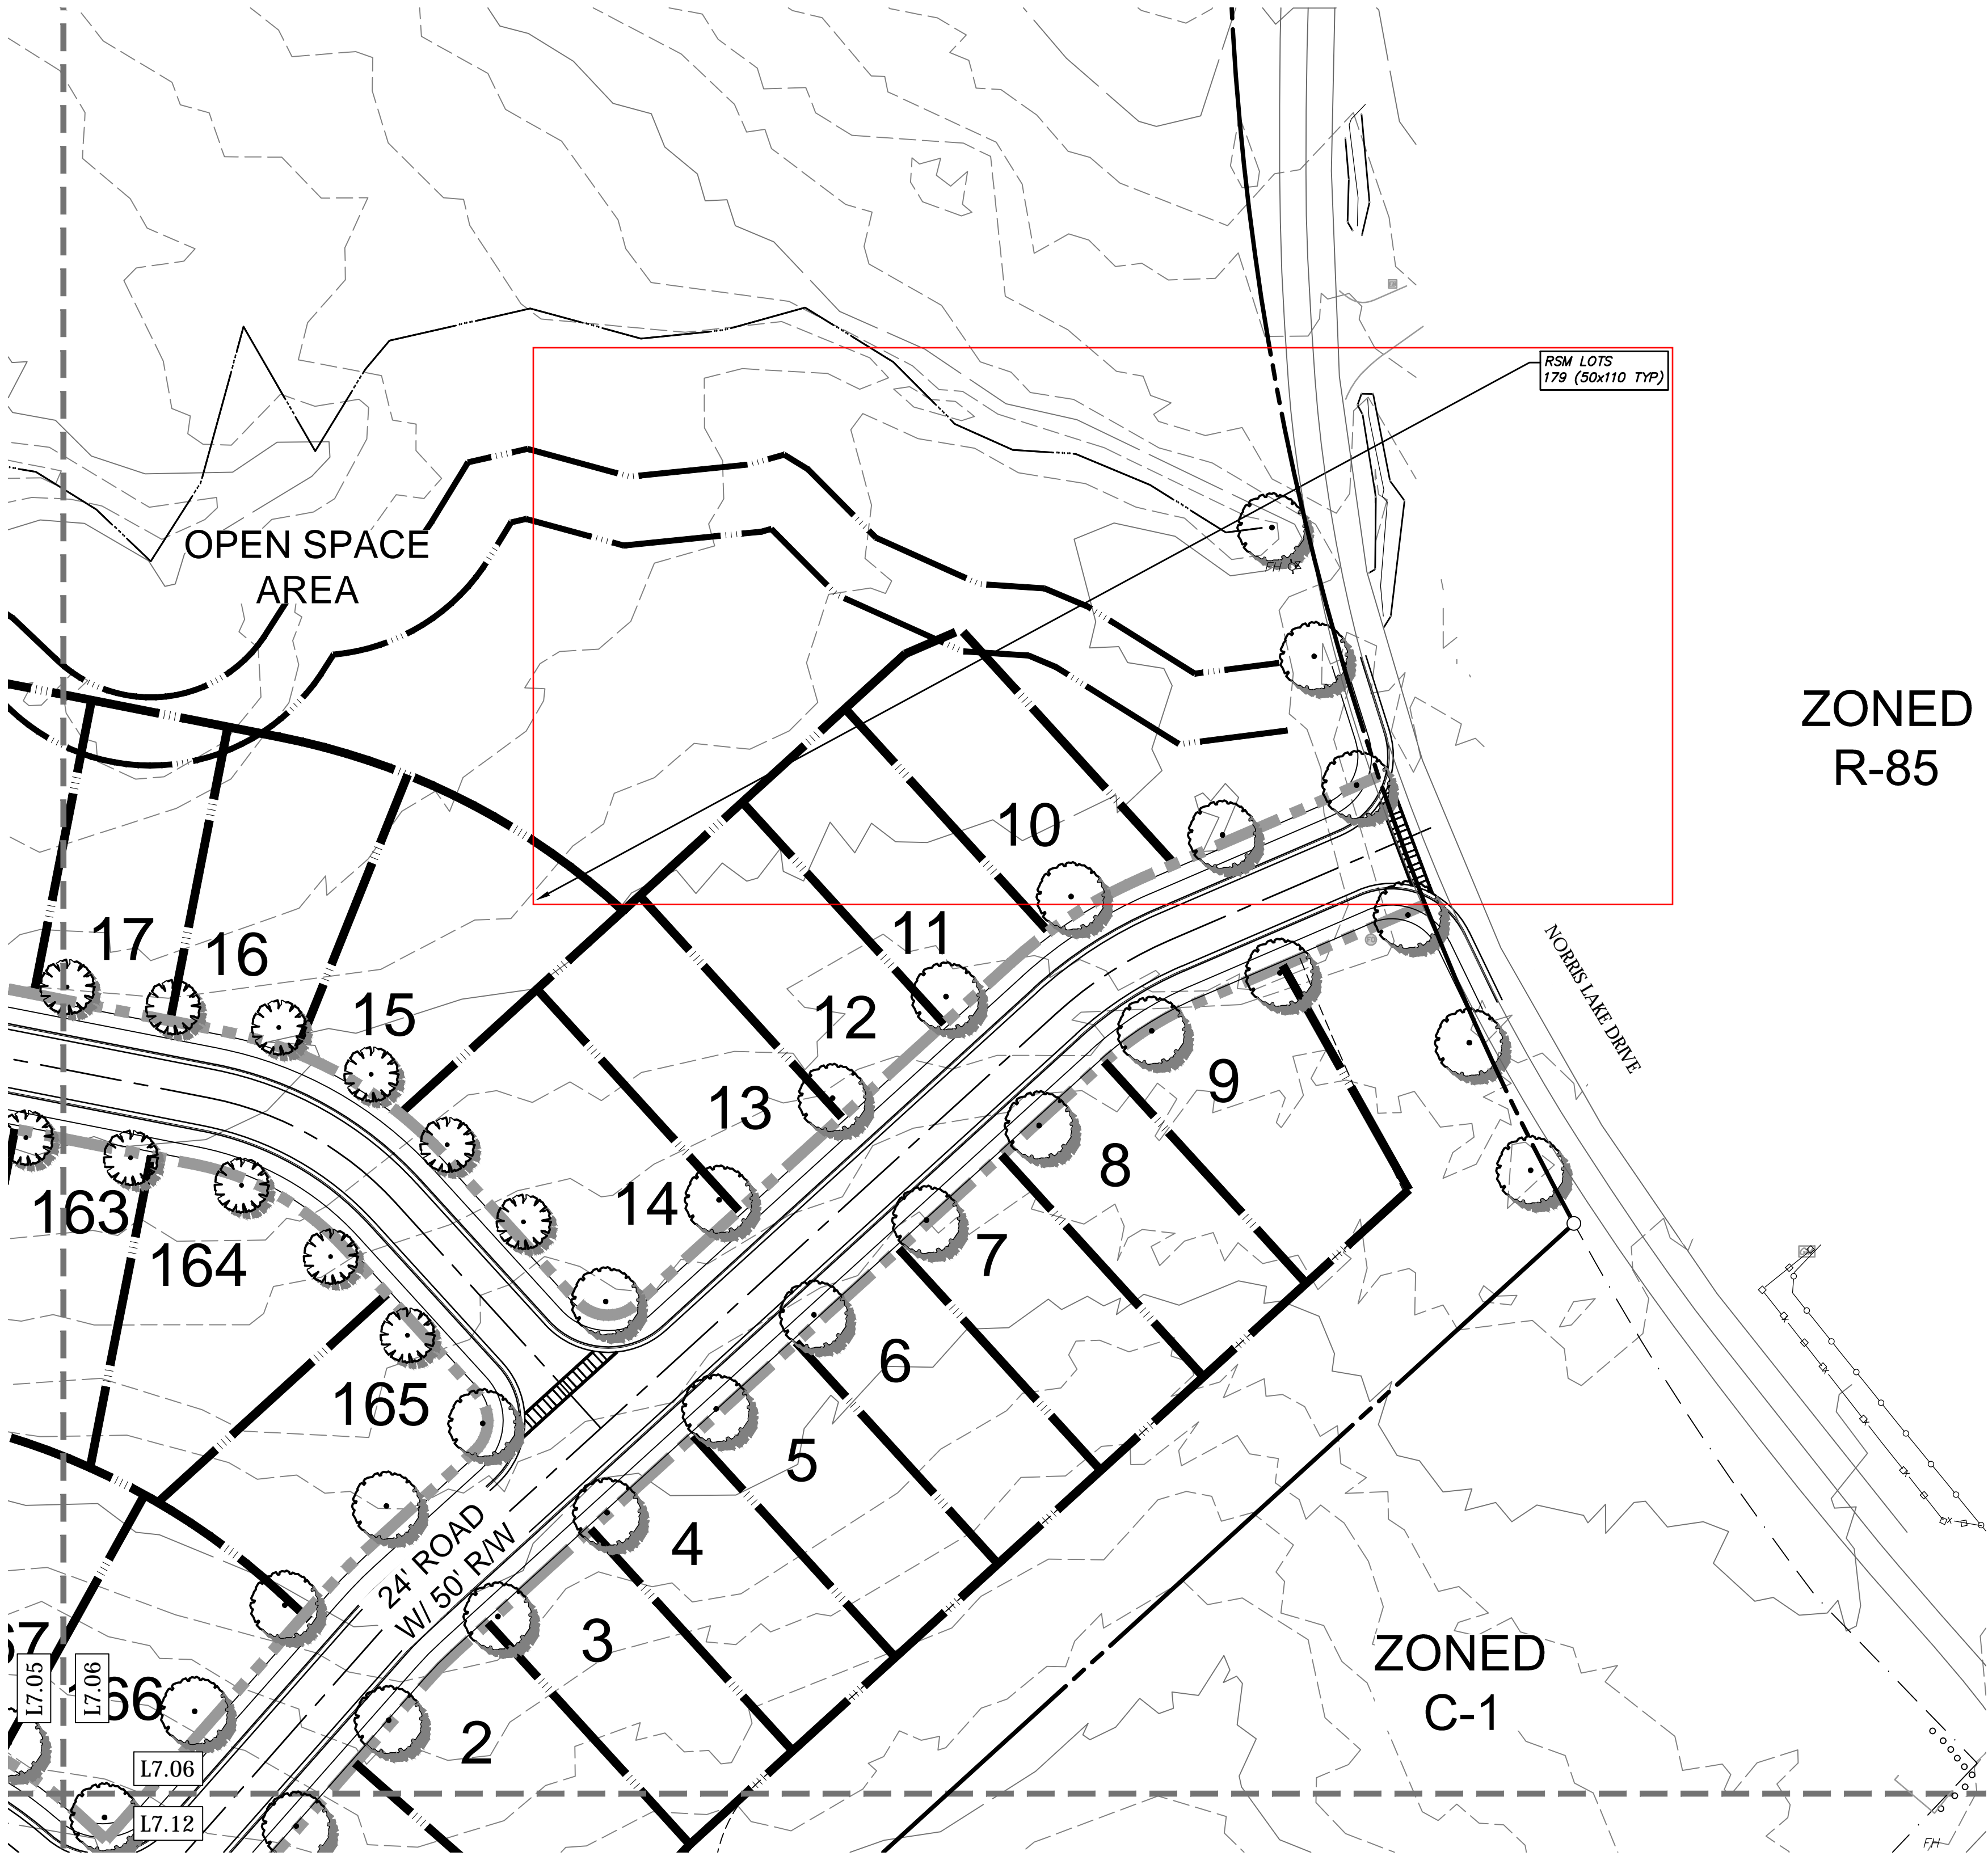 RSM LOTS
179 (50x110 TYP)
OPEN SPACE
AREA
FH
ZONED
R-85
10
11
12
13
14
15
16
17
NORRIS LAKE DRIVE
9
8
7
6
5
4
3
2
163
164
165
24' ROAD
W/ 50' R/W
ZONED
C-1
L7.05
L7.06
L7.06
L7.12
FH